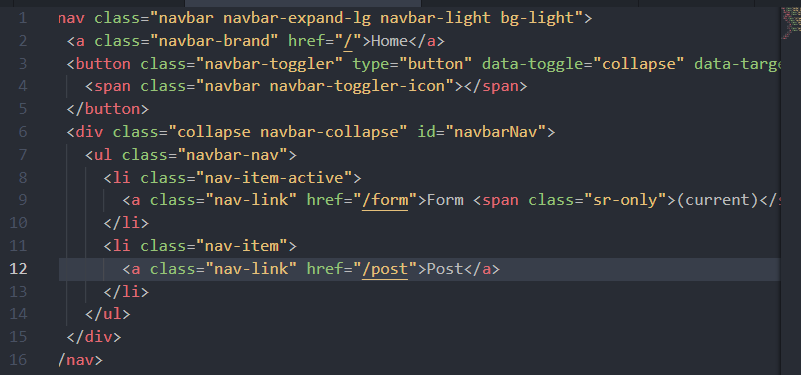 1 nav class="navbar navbar-expand-lg navbar-light bg-light">
2 <a class="navbar-brand" href="/">Home</a>
3 <button class="navbar-toggler" type="button" data-toggle="collapse" data-targe
4 <span class="navbar navbar-toggler-icon"></span>
5 </button>
6 <div class="collapse navbar-collapse" id="navbarNav">
7 <ul class="navbar-nav">
8 <li class="nav-item-active">
9 <a class="nav-link" href="/form">Form <span class="sr-only">(current)</s
10 </li>
11 <li class="nav-item">
12 <a class="nav-link" href="/post">Post</a>
13 </li>
14 </ul>
15 </div>
16 /nav>